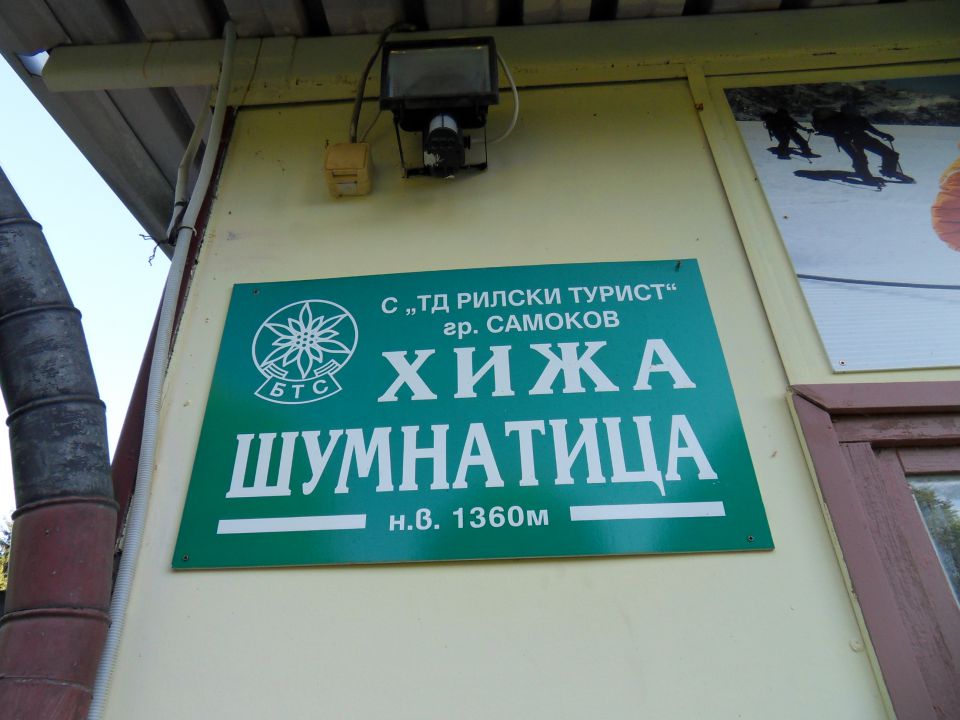 С „ТД РИЛСКИ ТУРИСТ“
гр. САМОКОВ
БТС
ХИЖА
ШУМНАТИЦА
н.в. 1360м